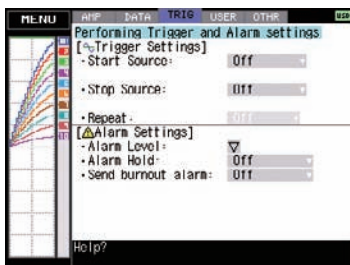 MENU AMP DATA TRIG USER OTHR USB
Performing Trigger and Alarm settings
[Trigger Settings]
・Start Source: Off
・Stop Source: Off
・Repeat: Off
[Alarm Settings]
・Alarm Level:
・Alarm Hold: Off
・Send burnout alarm: Off
Help?